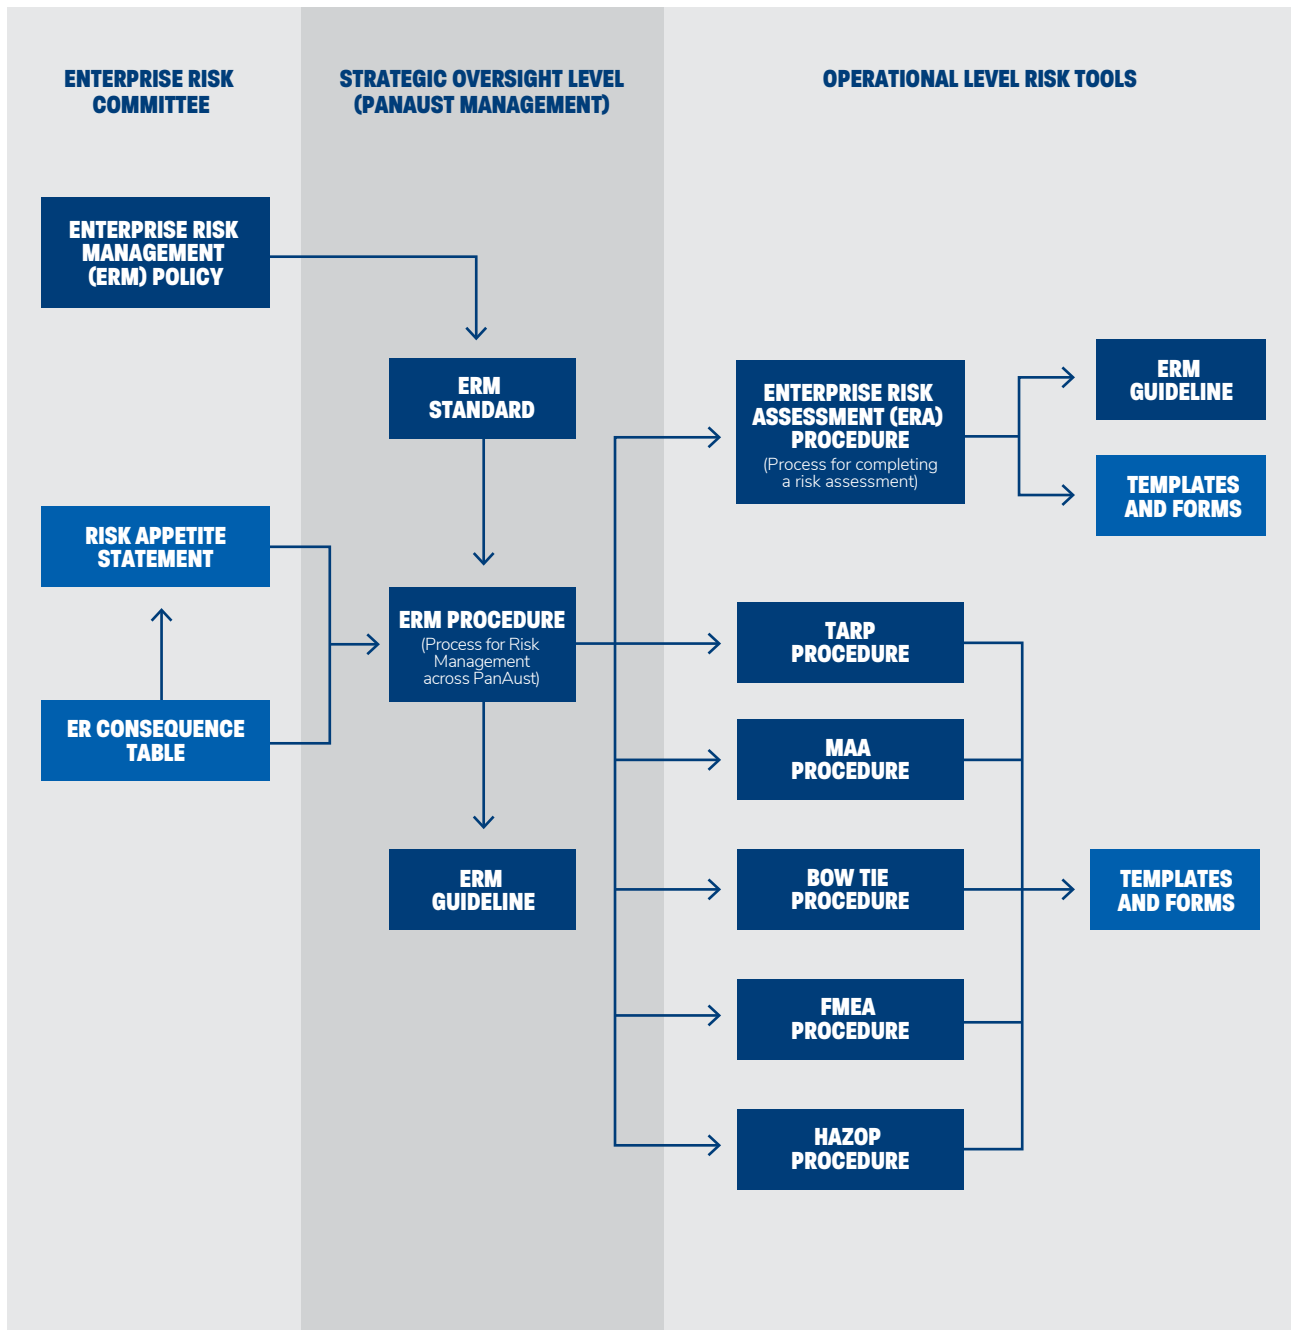 ENTERPRISE RISK
COMMITTEE
STRATEGIC OVERSIGHT LEVEL
(PANAUST MANAGEMENT)
OPERATIONAL LEVEL RISK TOOLS
ENTERPRISE RISK
MANAGEMENT
(ERM) POLICY
RISK APPETITE
STATEMENT
ER CONSEQUENCE
TABLE
ERM
STANDARD
ERM PROCEDURE
(Process for Risk
Management
across PanAust)
ERM
GUIDELINE
ENTERPRISE RISK
ASSESSMENT (ERA)
PROCEDURE
(Process for completing
a risk assessment)
ERM
GUIDELINE
TEMPLATES
AND FORMS
TARP
PROCEDURE
MAA
PROCEDURE
BOW TIE
PROCEDURE
FMEA
PROCEDURE
HAZOP
PROCEDURE
TEMPLATES
AND FORMS